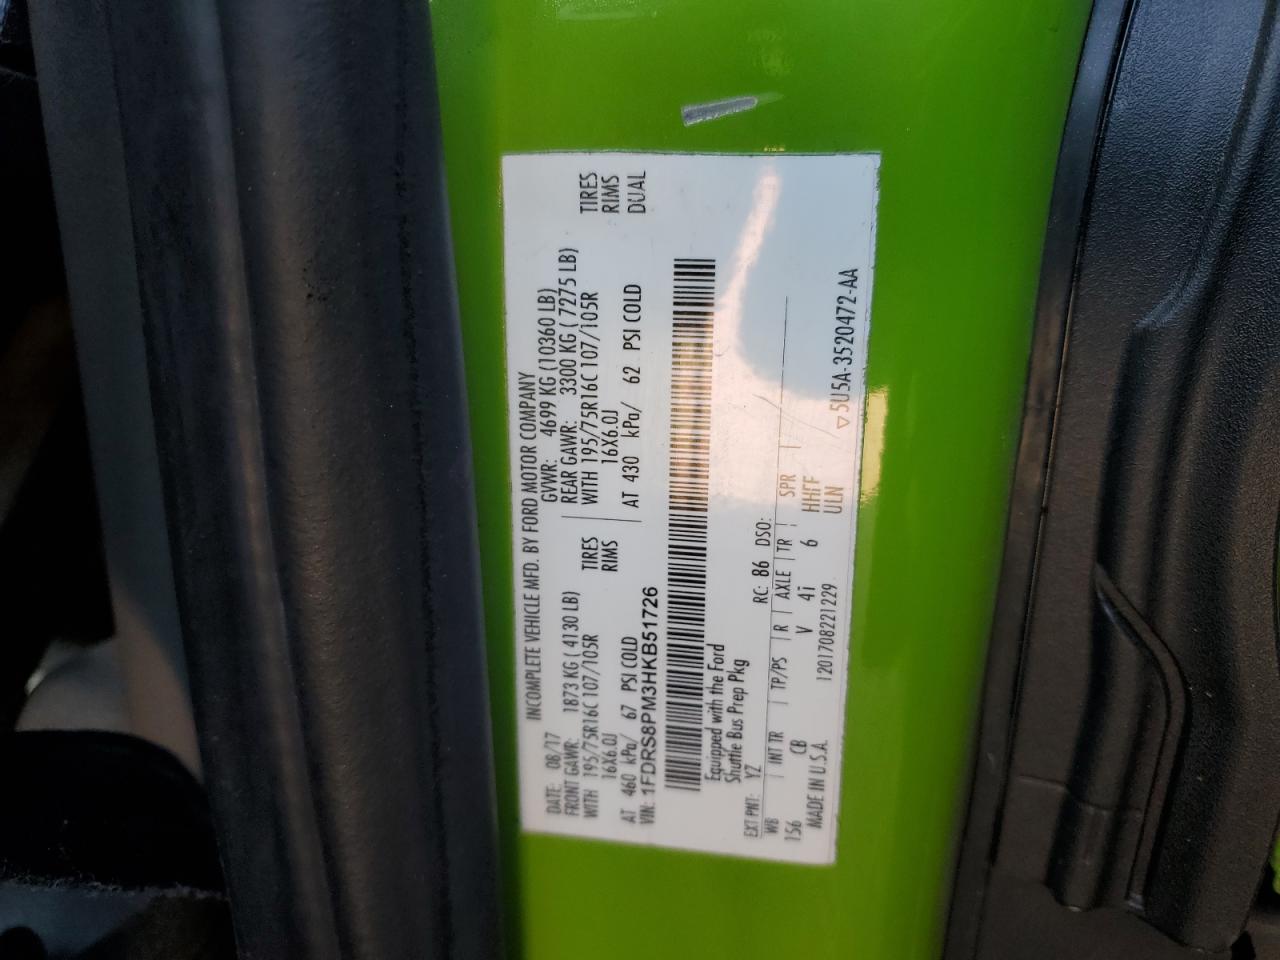 INCOMPLETE VEHICLE MFD. BY FORD MOTOR COMPANY
DATE: 08/17 GVWR: 4699 KG (10360 LB)
FRONT GAWR: 1873 KG ( 4130 LB) REAR GAWR: 3300 KG ( 7275 LB)
WITH 195/75R16C 107/105R TIRES WITH 195/75R16C 107/105R TIRES
16X6.0J RIMS 16X6.0J RIMS
AT 460 kPa/ 67 PSI COLD AT 430 kPa/ 62 PSI COLD DUAL
VIN: 1FDRS8PM3HKB51726
Equipped with the Ford
Shuttle Bus Prep Pkg
EXT PNT: YZ RC: 86 DSO:
WB INT TR TP/PS R AXLE TR SPR
156 CB V 4i 6 HHFF
MADE IN U.S.A. 1201708221229 ULN
▽5U5A-3520472-AA